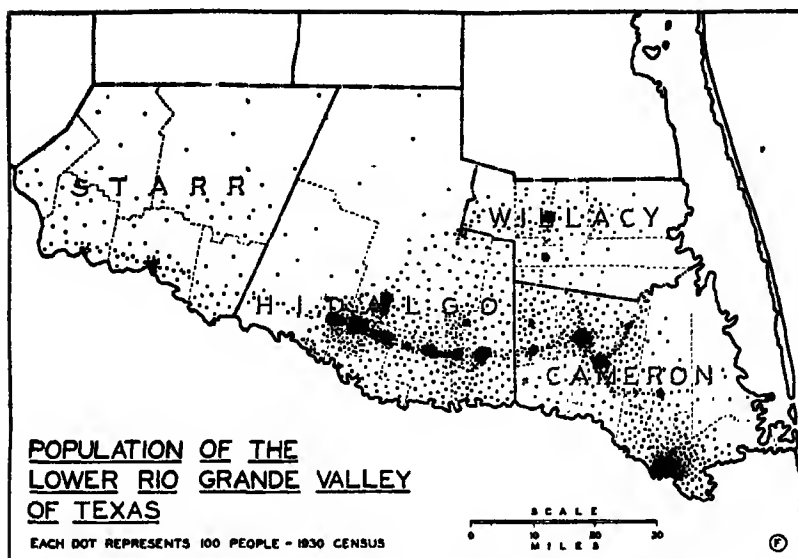 STARR
WILLACY
HIDALGO
CAMERON
POPULATION OF THE
LOWER RIO GRANDE VALLEY
OF TEXAS
EACH DOT REPRESENTS 100 PEOPLE - 1930 CENSUS
SCALE
0 10 20 30
MILES
F